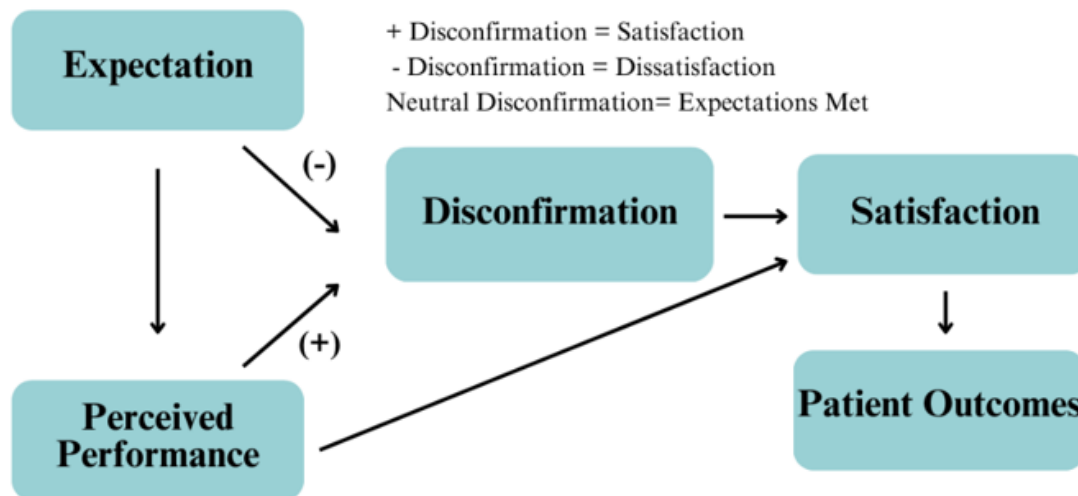 Expectation
+ Disconfirmation = Satisfaction
- Disconfirmation = Dissatisfaction
Neutral Disconfirmation= Expectations Met
(-)
Disconfirmation
Satisfaction
(+)
Perceived
Performance
Patient Outcomes